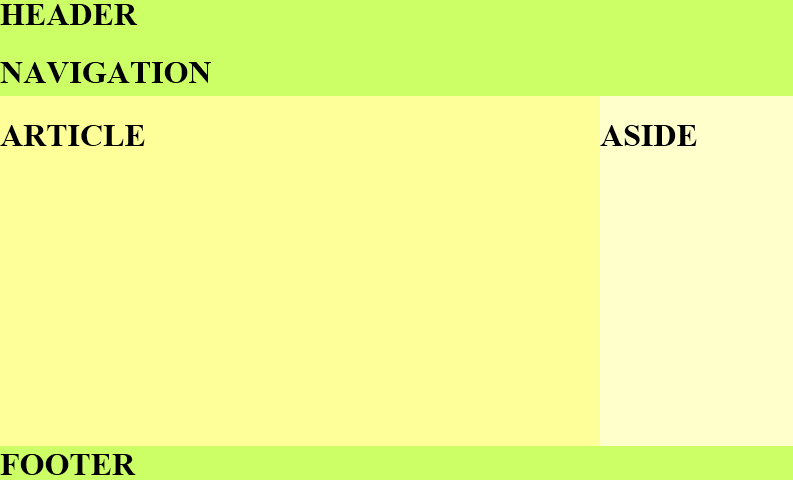 HEADER
NAVIGATION
ARTICLE
ASIDE
FOOTER